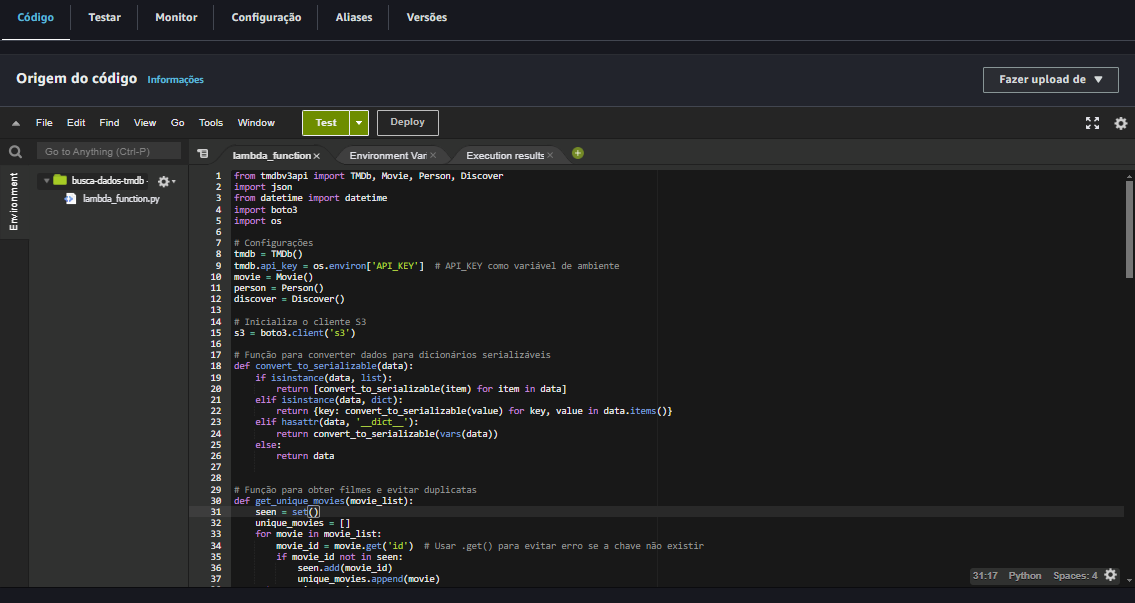 Código Testar Monitor Configuração Aliases Versões
Origem do código Informações Fazer upload de
File Edit Find View Go Tools Window Test Deploy
Go to Anything (Ctrl-P) lambda_function × Environment Var × Execution results ×
Environment
busca-dados-tmdb -
lambda_function.py
1 from tmdbv3api import TMDb, Movie, Person, Discover
2 import json
3 from datetime import datetime
4 import boto3
5 import os
6
7 # Configurações
8 tmdb = TMDb()
9 tmdb.api_key = os.environ['API_KEY']  # API_KEY como variável de ambiente
10 movie = Movie()
11 person = Person()
12 discover = Discover()
13
14 # Inicializa o cliente S3
15 s3 = boto3.client('s3')
16
17 # Função para converter dados para dicionários serializáveis
18 def convert_to_serializable(data):
19     if isinstance(data, list):
20         return [convert_to_serializable(item) for item in data]
21     elif isinstance(data, dict):
22         return {key: convert_to_serializable(value) for key, value in data.items()}
23     elif hasattr(data, '__dict__'):
24         return convert_to_serializable(vars(data))
25     else:
26         return data
27
28
29 # Função para obter filmes e evitar duplicatas
30 def get_unique_movies(movie_list):
31     seen = set()
32     unique_movies = []
33     for movie in movie_list:
34         movie_id = movie.get('id')  # Usar .get() para evitar erro se a chave não existir
35         if movie_id not in seen:
36             seen.add(movie_id)
37             unique_movies.append(movie)
31:17 Python Spaces: 4